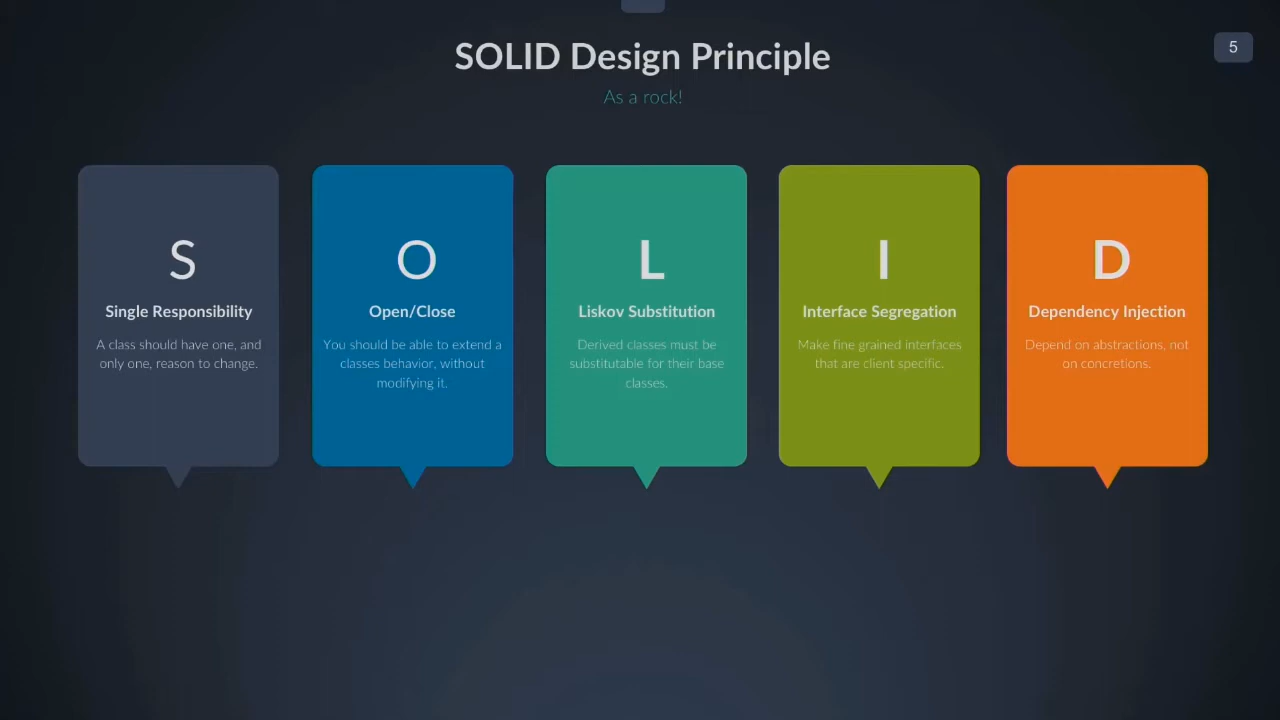 SOLID Design Principle
5
As a rock!
S
Single Responsibility
A class should have one, and
only one, reason to change.
O
Open/Close
You should be able to extend a
classes behavior, without
modifying it.
L
Liskov Substitution
Derived classes must be
substitutable for their base
classes.
I
Interface Segregation
Make fine grained interfaces
that are client specific.
D
Dependency Injection
Depend on abstractions, not
on concretions.